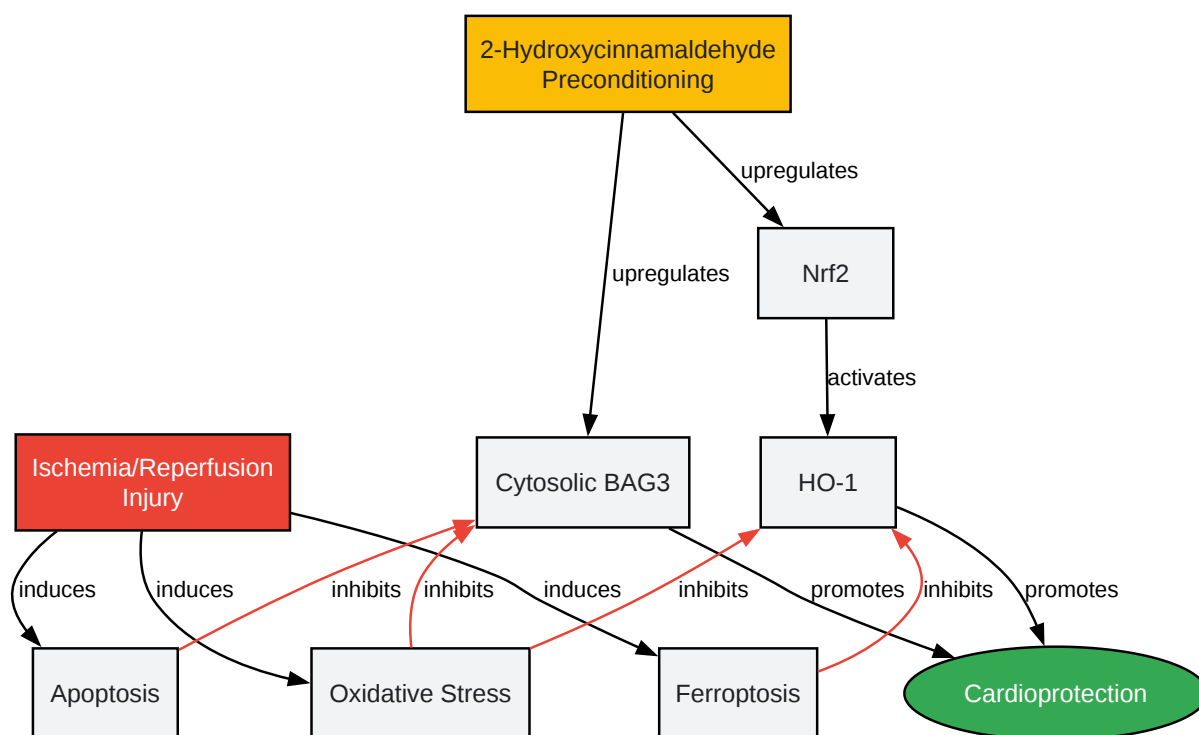 2-Hydroxycinnamaldehyde
Preconditioning
upregulates
Nrf2
upregulates
activates
Ischemia/Reperfusion
Injury
Cytosolic BAG3
HO-1
induces
induces
inhibits
inhibits
induces
inhibits
promotes
inhibits
promotes
Apoptosis
Oxidative Stress
Ferroptosis
Cardioprotection